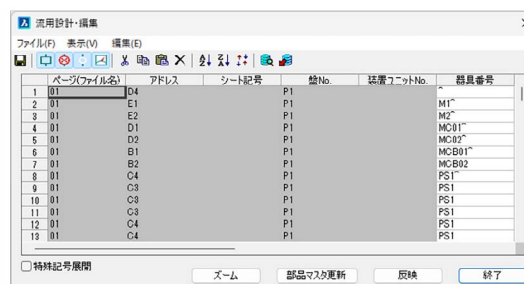 流用設計・編集
ファイル(F) 表示(V) 編集(E)
ページ(ファイル名) アドレス シート記号 盤No. 装置ユニットNo. 器具番号
1 01 D4 P1 ^
2 01 E1 P1 M1^
3 01 E2 P1 M2^
4 01 D1 P1 MC01^
5 01 D2 P1 MC02^
6 01 B1 P1 MCB01^
7 01 B2 P1 MCB02
8 01 C4 P1 PS1^
9 01 C3 P1 PS1
10 01 C3 P1 PS1
11 01 C3 P1 PS1
12 01 C4 P1 PS1
13 01 C4 P1 PS1
特殊記号展開
ズーム 部品マスタ更新 反映 終了